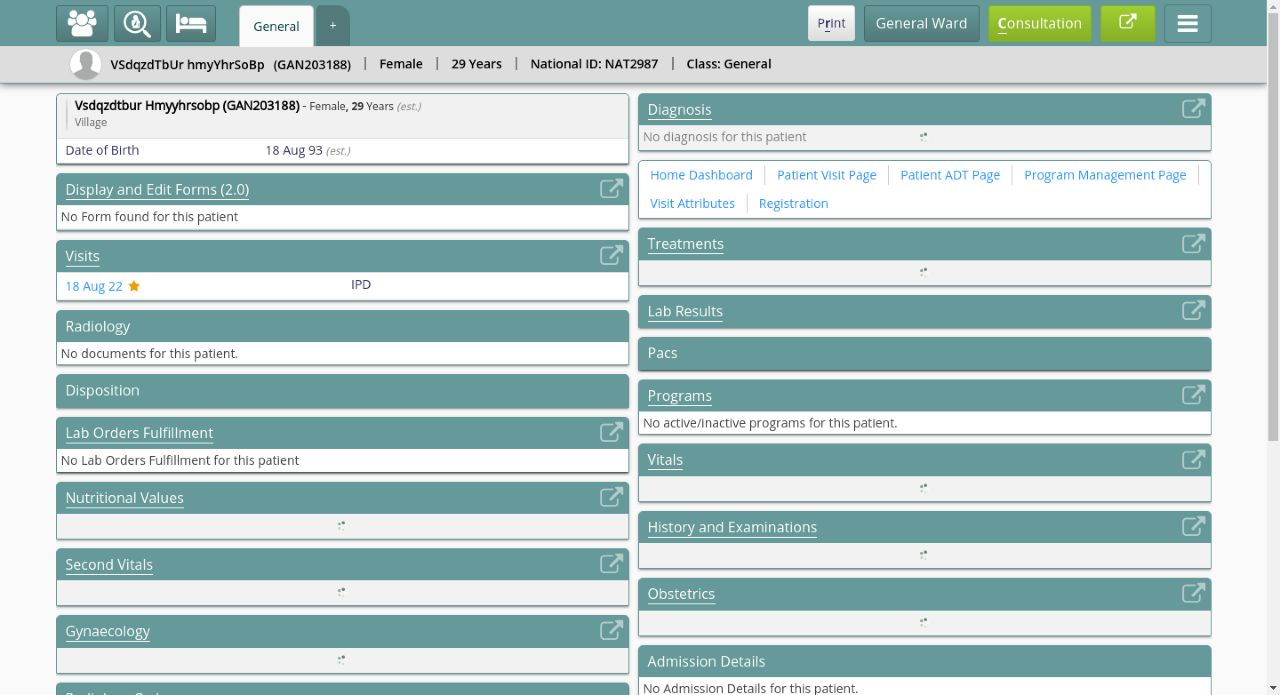 General
+
Print
General Ward
Consultation
VSdqzdTbUr hmyYhrSoBp (GAN203188) | Female | 29 Years | National ID: NAT2987 | Class: General
Vsdqzdtbur Hmyyhrsobp (GAN203188) - Female, 29 Years (est.)
Village
Date of Birth 18 Aug 93 (est.)
Display and Edit Forms (2.0)
No Form found for this patient
Visits
18 Aug 22 IPD
Radiology
No documents for this patient.
Disposition
Lab Orders Fulfillment
No Lab Orders Fulfillment for this patient
Nutritional Values
Second Vitals
Gynaecology
Diagnosis
No diagnosis for this patient
Home Dashboard Patient Visit Page Patient ADT Page Program Management Page
Visit Attributes Registration
Treatments
Lab Results
Pacs
Programs
No active/inactive programs for this patient.
Vitals
History and Examinations
Obstetrics
Admission Details
No Admission Details for this patient.